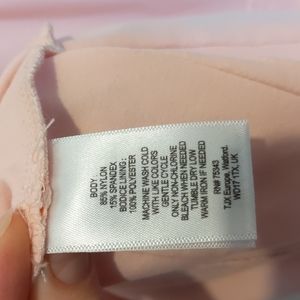 BODY
85% NYLON
15% SPANDEX
BODICE LINING:
100% POLYESTER
MACHINE WASH COLD
WITH LIKE COLORS
GENTLE CYCLE
ONLY NON-CHLORINE
BLEACH WHEN NEEDED
TUMBLE DRY LOW
WARM IRON IF NEEDED
RN# 75343
TJX Europe, Watford.
WD17 1TX, UK